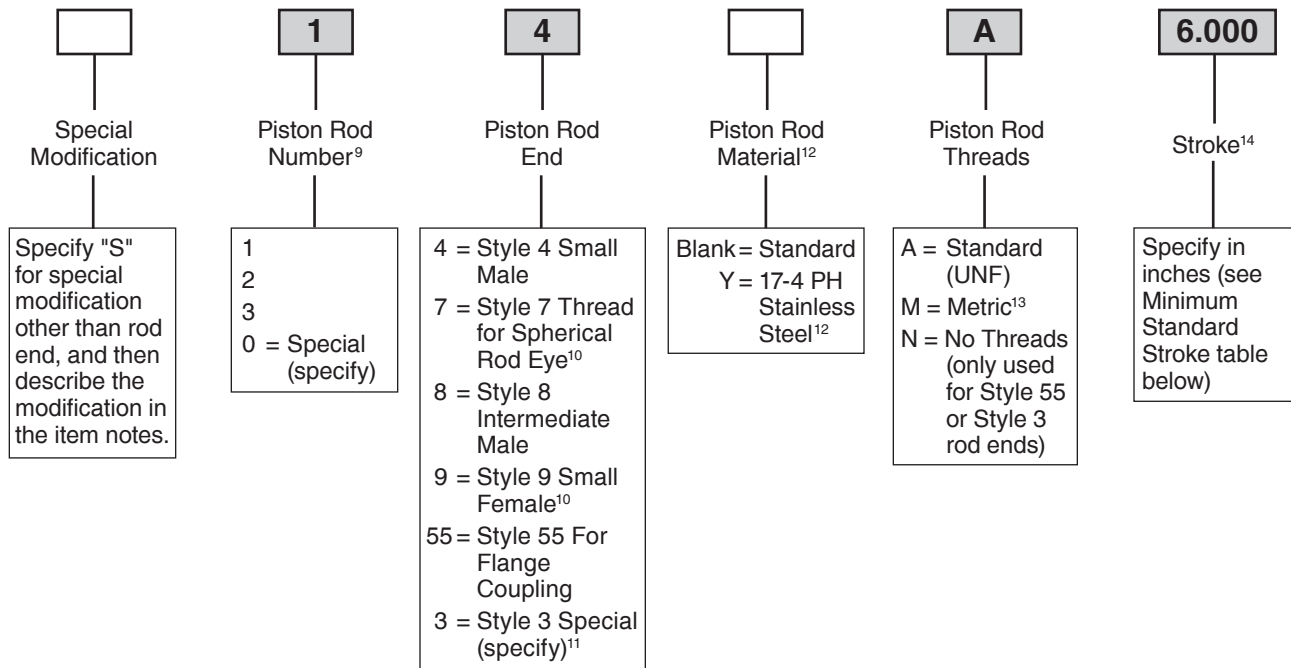 1
4
A
6.000
Special
Modification
Piston Rod
Number⁹
Piston Rod
End
Piston Rod
Material¹²
Piston Rod
Threads
Stroke¹⁴
Specify "S"
for special
modification
other than rod
end, and then
describe the
modification in
the item notes.
1
2
3
0 = Special
(specify)
4 = Style 4 Small
Male
7 = Style 7 Thread
for Spherical
Rod Eye¹⁰
8 = Style 8
Intermediate
Male
9 = Style 9 Small
Female¹⁰
55 = Style 55 For
Flange
Coupling
3 = Style 3 Special
(specify)¹¹
Blank = Standard
Y = 17-4 PH
Stainless
Steel¹²
A = Standard
(UNF)
M = Metric¹³
N = No Threads
(only used
for Style 55
or Style 3
rod ends)
Specify in
inches (see
Minimum
Standard
Stroke table
below)